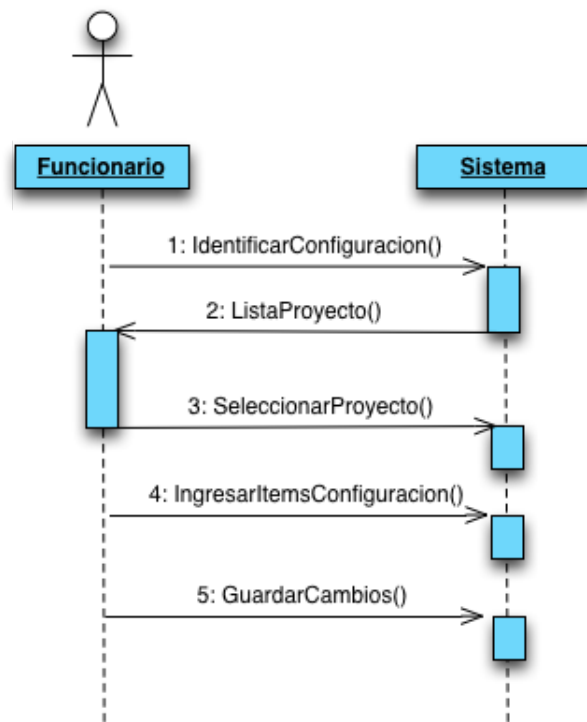 Funcionario
Sistema
1: IdentificarConfiguracion()
2: ListaProyecto()
3: SeleccionarProyecto()
4: IngresarItemsConfiguracion()
5: GuardarCambios()